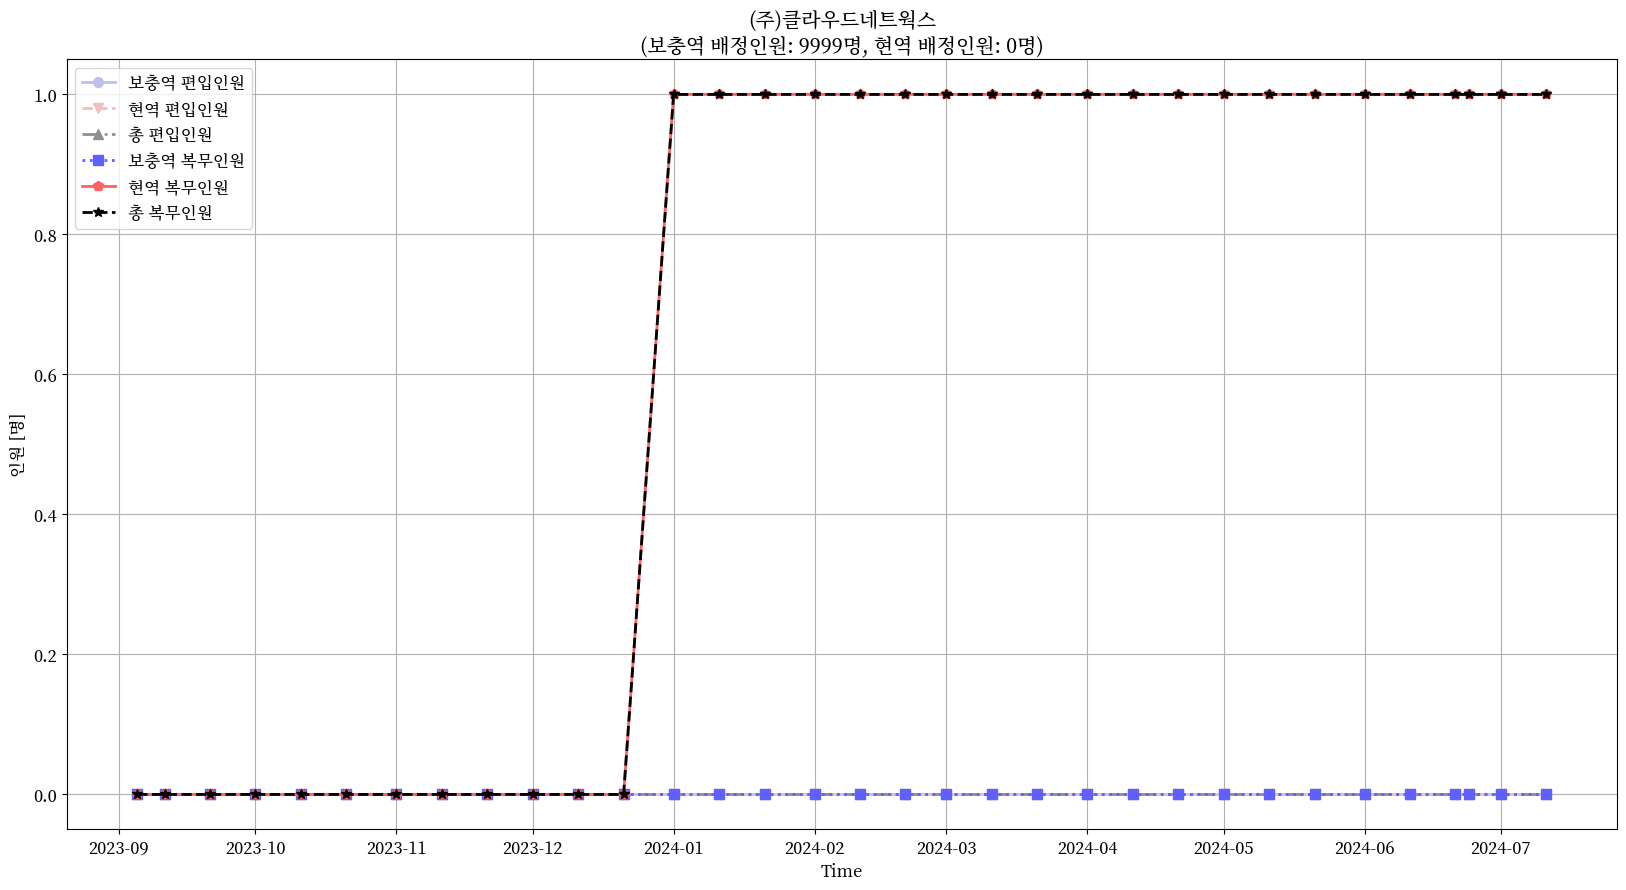 (주)클라우드네트웍스
(보충역 배정인원: 9999명, 현역 배정인원: 0명)
보충역 편입인원
현역 편입인원
총 편입인원
보충역 복무인원
현역 복무인원
총 복무인원
1.0
0.8
0.6
0.4
0.2
0.0
인원 [명]
2023-09 2023-10 2023-11 2023-12 2024-01 2024-02 2024-03 2024-04 2024-05 2024-06 2024-07
Time